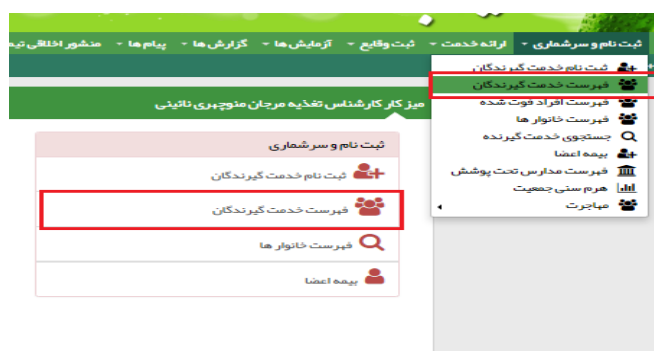 ثبت نام و سرشماری ارائه خدمت ثبت وقایع آزمایش ها گزارش ها پیام ها منشور اخلاقی تیم
ثبت نام خدمت گیرندگان
فهرست خدمت گیرندگان
فهرست افراد فوت شده
فهرست خانوار ها
جستجوی خدمت گیرنده
بیمه اعضا
فهرست مدارس تحت پوشش
هرم سنی جمعیت
مهاجرت
میز کار کارشناس تغذیه مرجان منوچهری نائینی
ثبت نام و سرشماری
ثبت نام خدمت گیرندگان
فهرست خدمت گیرندگان
فهرست خانوار ها
بیمه اعضا